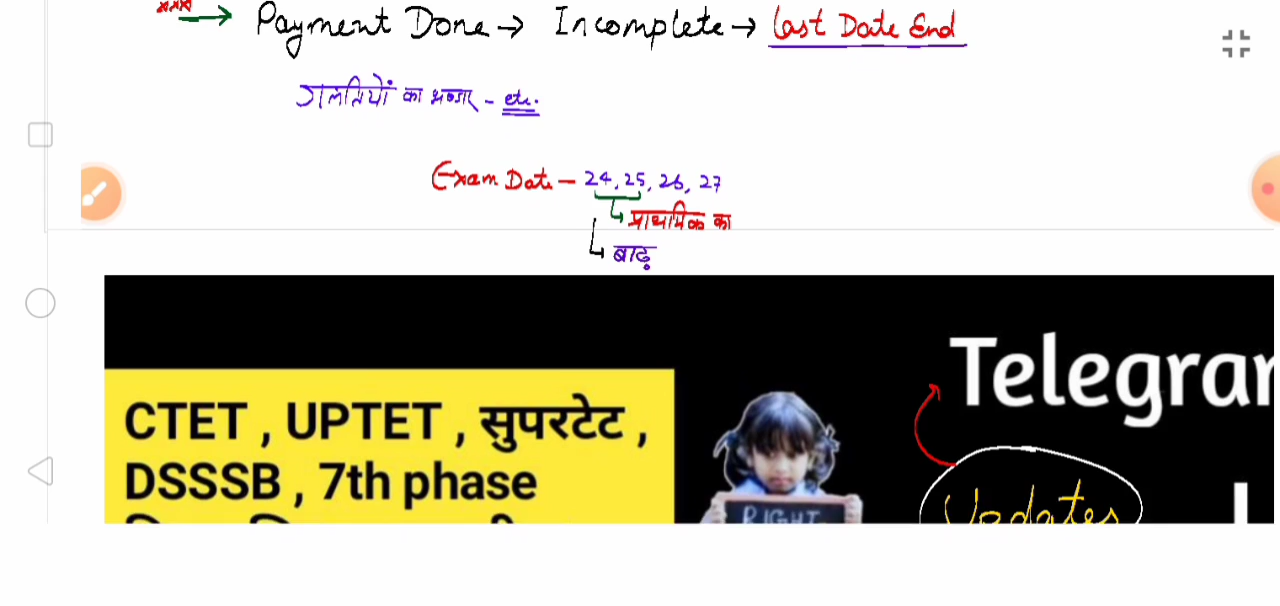 → Payment Done → Incomplete → Last Date End
गलतियों का भण्डार - etc.
Exam Date - 24, 25, 26, 27
प्राथमिक का
बाढ़
Telegra
CTET , UPTET , सुपरटेट ,
DSSSB , 7th phase
RIGHT
Updates